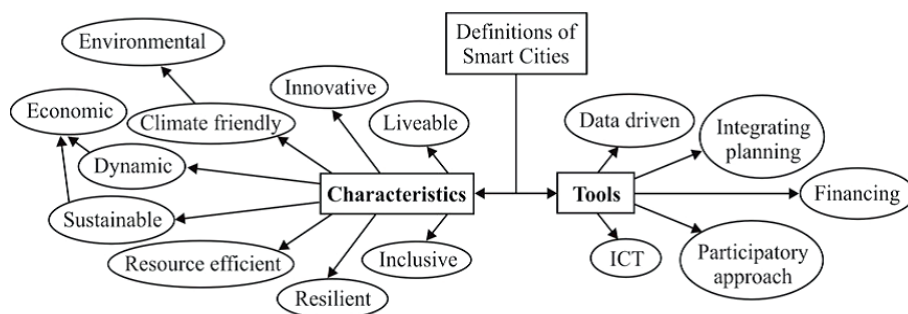 Environmental
Definitions of
Smart Cities
Innovative
Economic
Climate friendly
Liveable
Data driven
Integrating
planning
Dynamic
Characteristics
Tools
Financing
Sustainable
Resource efficient
Inclusive
ICT
Participatory
approach
Resilient